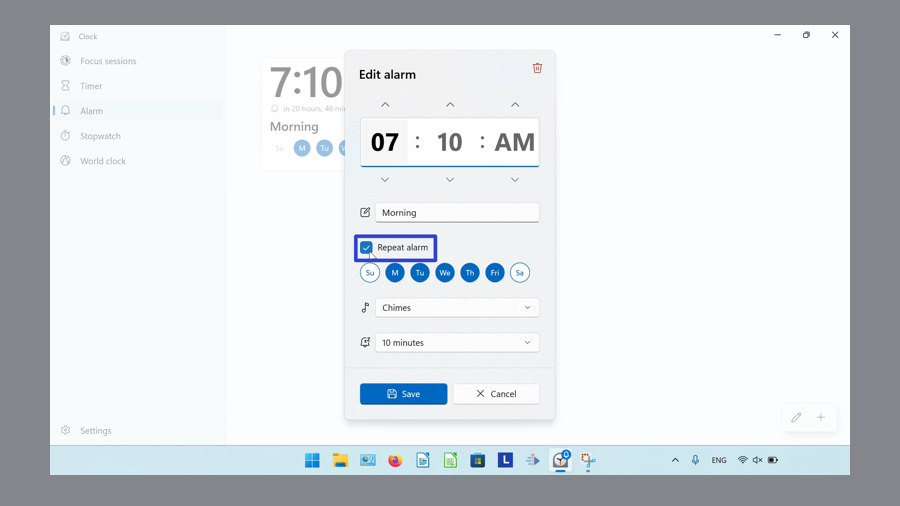 Clock
Focus sessions
Timer
Alarm
Stopwatch
World clock
Settings
7:10
in 20 hours, 48 min
Morning
Su M Tu
Edit alarm
07 : 10 : AM
Morning
Repeat alarm
Su M Tu We Th Fri Sa
Chimes
10 minutes
Save Cancel
L
ENG